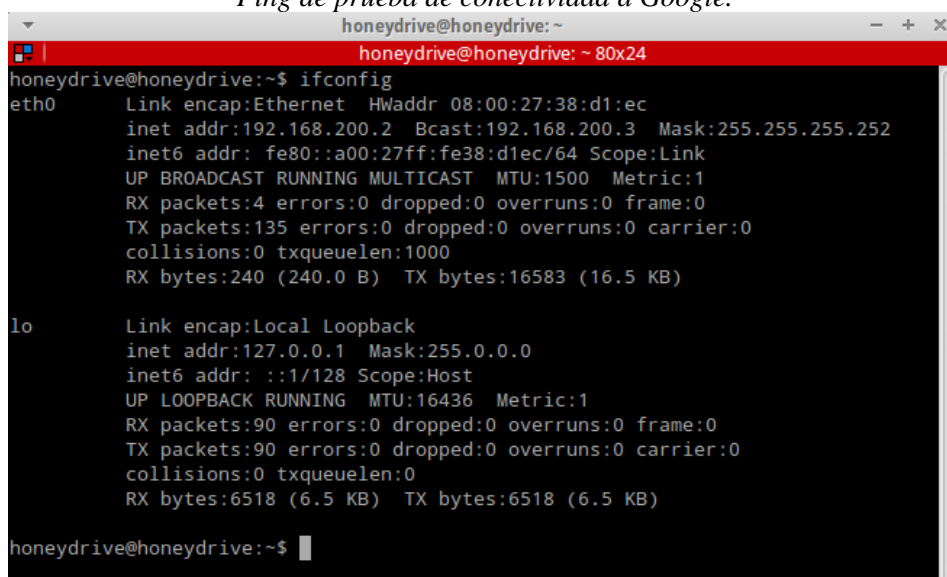 Ping de prueba de conectividad a Google.
honeydrive@honeydrive: ~
honeydrive@honeydrive: ~ 80x24
honeydrive@honeydrive:~$ ifconfig
eth0      Link encap:Ethernet  HWaddr 08:00:27:38:d1:ec
          inet addr:192.168.200.2  Bcast:192.168.200.3  Mask:255.255.255.252
          inet6 addr: fe80::a00:27ff:fe38:d1ec/64 Scope:Link
          UP BROADCAST RUNNING MULTICAST  MTU:1500  Metric:1
          RX packets:4 errors:0 dropped:0 overruns:0 frame:0
          TX packets:135 errors:0 dropped:0 overruns:0 carrier:0
          collisions:0 txqueuelen:1000
          RX bytes:240 (240.0 B)  TX bytes:16583 (16.5 KB)
lo        Link encap:Local Loopback
          inet addr:127.0.0.1  Mask:255.0.0.0
          inet6 addr: ::1/128 Scope:Host
          UP LOOPBACK RUNNING  MTU:16436  Metric:1
          RX packets:90 errors:0 dropped:0 overruns:0 frame:0
          TX packets:90 errors:0 dropped:0 overruns:0 carrier:0
          collisions:0 txqueuelen:0
          RX bytes:6518 (6.5 KB)  TX bytes:6518 (6.5 KB)
honeydrive@honeydrive:~$